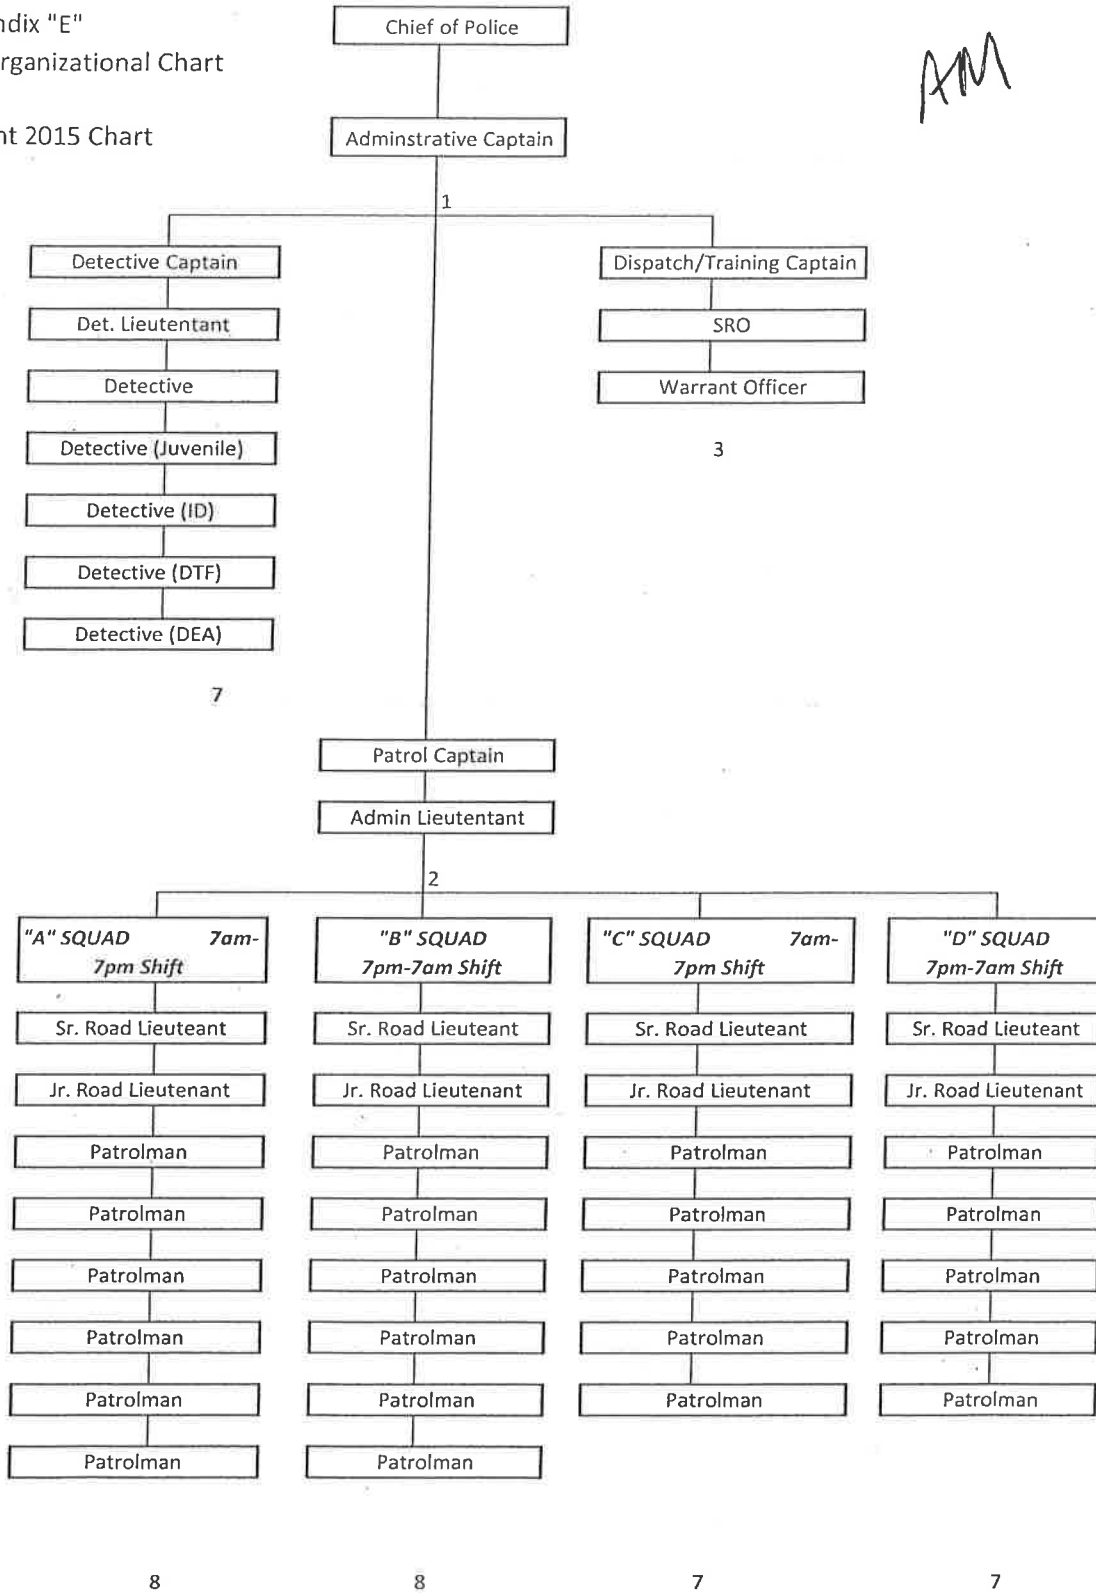 ndix "E"
rganizational Chart
nt 2015 Chart
AM
Chief of Police
Adminstrative Captain
1
Detective Captain
Det. Lieutentant
Detective
Detective (Juvenile)
Detective (ID)
Detective (DTF)
Detective (DEA)
7
Dispatch/Training Captain
SRO
Warrant Officer
3
Patrol Captain
Admin Lieutentant
2
"A" SQUAD 7am-
7pm Shift
Sr. Road Lieuteant
Jr. Road Lieutenant
Patrolman
Patrolman
Patrolman
Patrolman
Patrolman
Patrolman
8
"B" SQUAD
7pm-7am Shift
Sr. Road Lieuteant
Jr. Road Lieutenant
Patrolman
Patrolman
Patrolman
Patrolman
Patrolman
Patrolman
8
"C" SQUAD 7am-
7pm Shift
Sr. Road Lieuteant
Jr. Road Lieutenant
Patrolman
Patrolman
Patrolman
Patrolman
Patrolman
7
"D" SQUAD
7pm-7am Shift
Sr. Road Lieuteant
Jr. Road Lieutenant
Patrolman
Patrolman
Patrolman
Patrolman
Patrolman
7